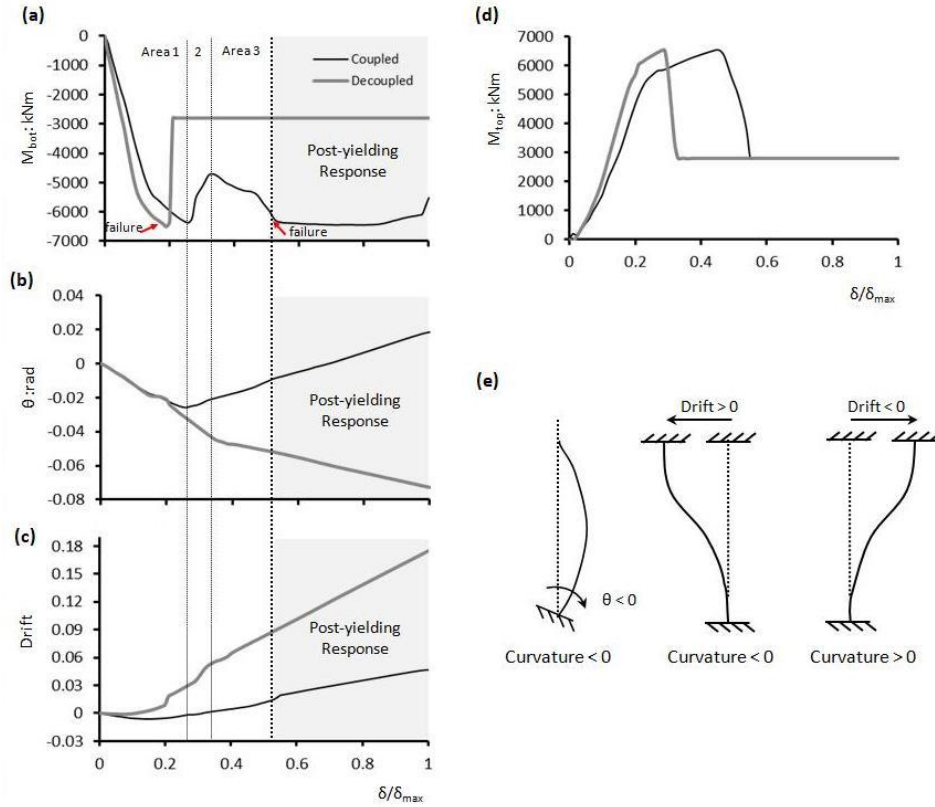 (a)
0
-1000
-2000
-3000
-4000
-5000
-6000
-7000
Mbot: kNm
Area 1
2
Area 3
Coupled
Decoupled
Post-yielding
Response
failure
failure
(b)
0.04
0.02
0
-0.02
-0.04
-0.06
-0.08
θ :rad
Post-yielding
Response
(c)
0.18
0.15
0.12
0.09
0.06
0.03
0
-0.03
Drift
Post-yielding
Response
0 0.2 0.4 0.6 0.8 1
δ/δmax
(d)
7000
6000
5000
4000
3000
2000
1000
0
Mtop: kNm
0 0.2 0.4 0.6 0.8 1
δ/δmax
(e)
Drift > 0
Drift < 0
θ < 0
Curvature < 0
Curvature < 0
Curvature > 0